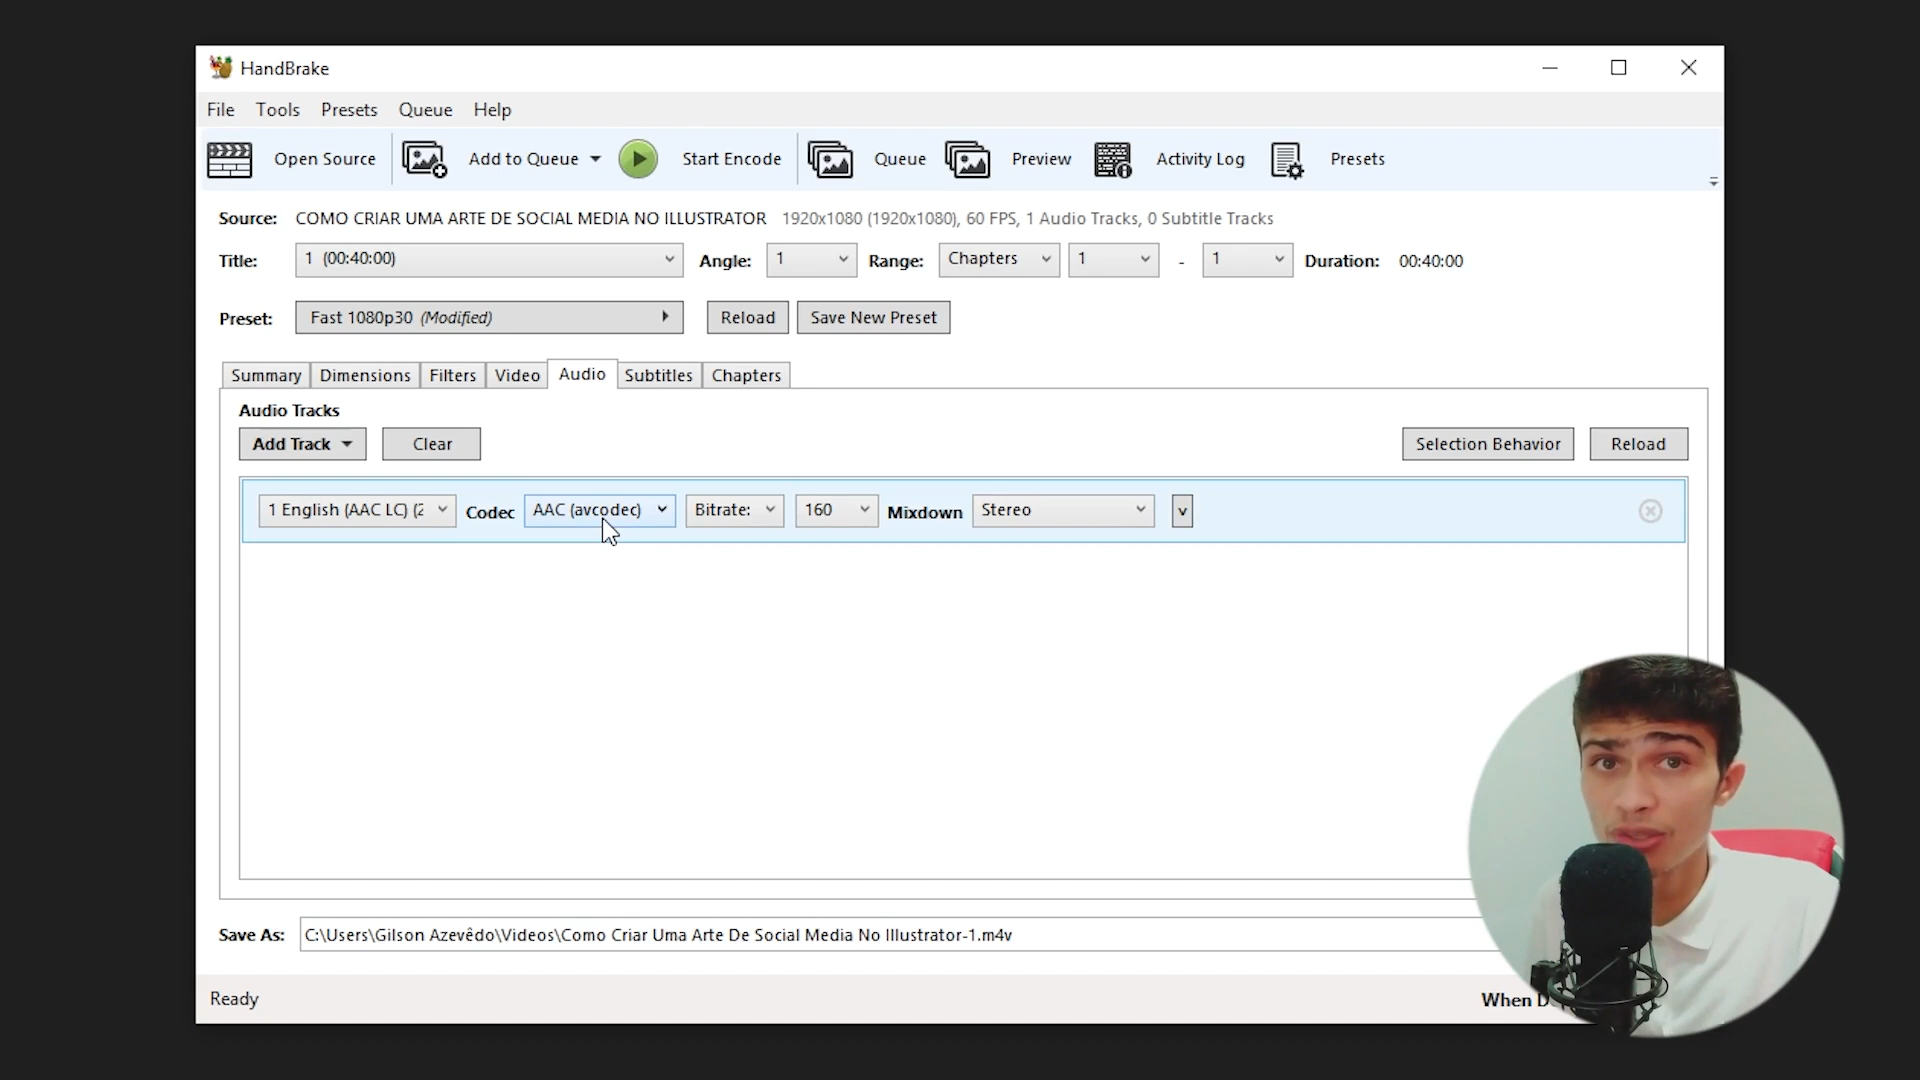 HandBrake
File Tools Presets Queue Help
Open Source Add to Queue Start Encode Queue Preview Activity Log Presets
Source: COMO CRIAR UMA ARTE DE SOCIAL MEDIA NO ILLUSTRATOR 1920x1080 (1920x1080), 60 FPS, 1 Audio Tracks, 0 Subtitle Tracks
Title: 1 (00:40:00) Angle: 1 Range: Chapters 1 - 1 Duration: 00:40:00
Preset: Fast 1080p30 (Modified) Reload Save New Preset
Summary Dimensions Filters Video Audio Subtitles Chapters
Audio Tracks
Add Track Clear Selection Behavior Reload
1 English (AAC LC) (2 Codec AAC (avcodec) Bitrate: 160 Mixdown Stereo v
Save As: C:\Users\Gilson Azevêdo\Videos\Como Criar Uma Arte De Social Media No Illustrator-1.m4v
Ready When D